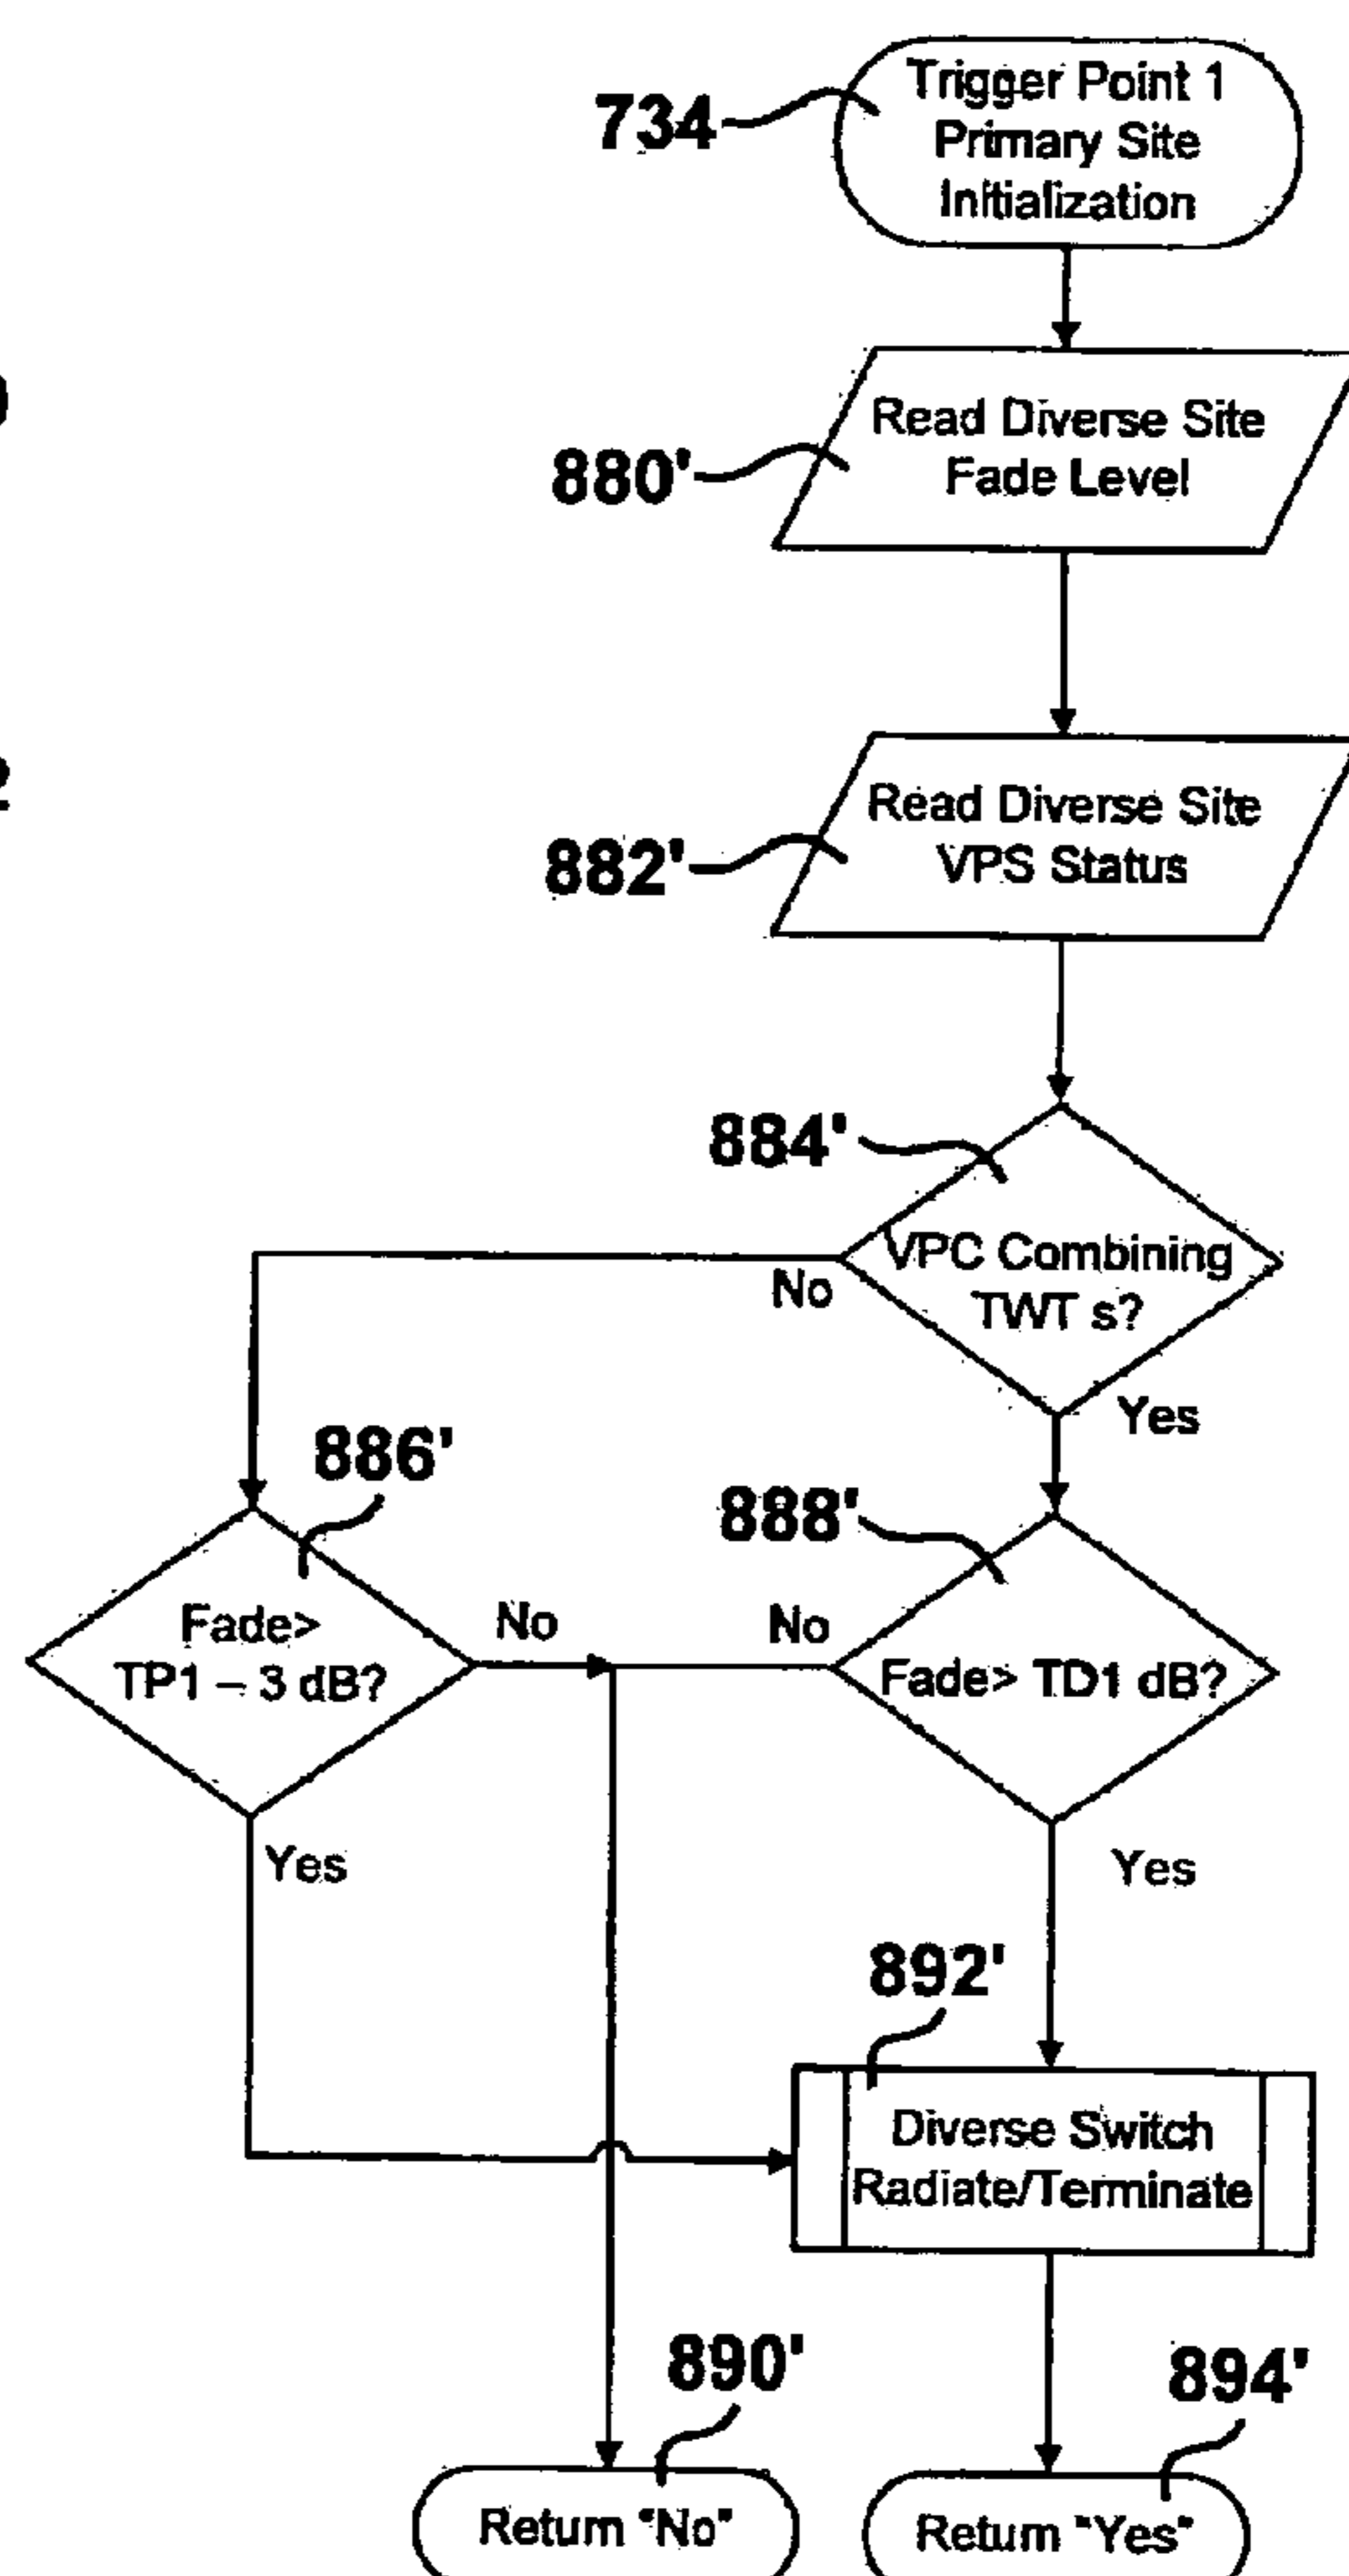 734
Trigger Point 1
Primary Site
Initialization
880'
Read Diverse Site
Fade Level
882'
Read Diverse Site
VPS Status
884'
VPC Combining
TWT s?
No
Yes
886'
888'
Fade>
TP1 – 3 dB?
No
No
Fade> TD1 dB?
Yes
Yes
892'
Diverse Switch
Radiate/Terminate
890'
894'
Return "No"
Return "Yes"